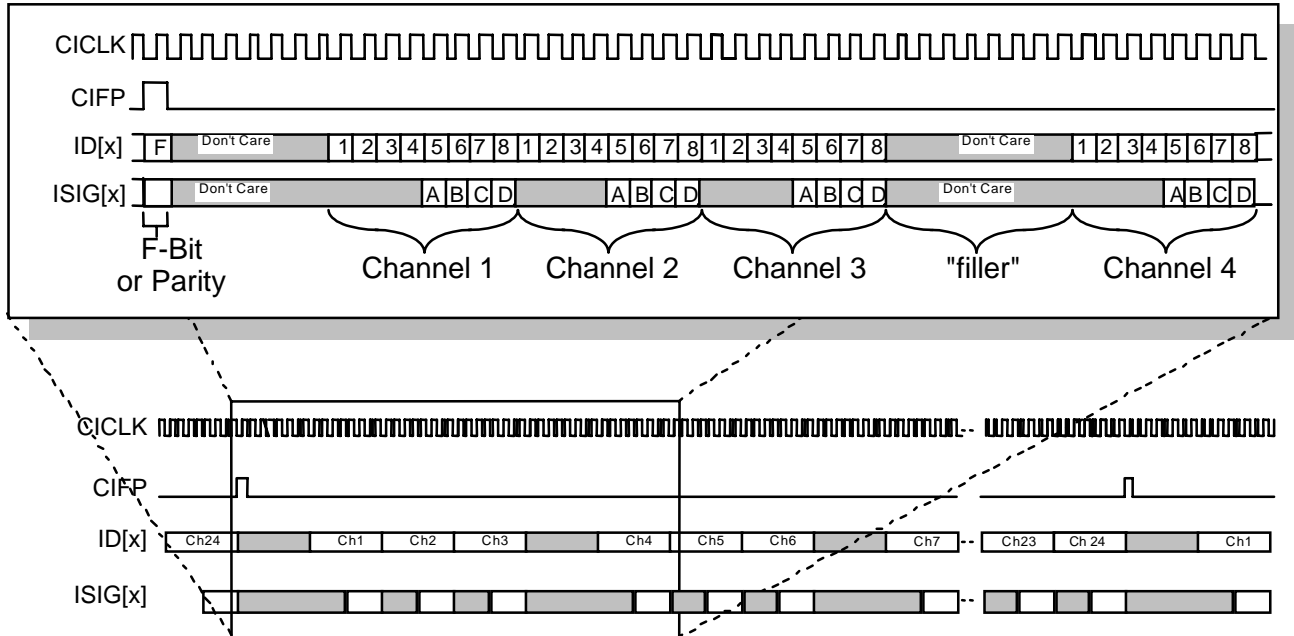 CICLK
CIFP
ID[x] F Don't Care 1 2 3 4 5 6 7 8 1 2 3 4 5 6 7 8 1 2 3 4 5 6 7 8 Don't Care 1 2 3 4 5 6 7 8
ISIG[x] Don't Care A B C D A B C D A B C D Don't Care A B C D
F-Bit
or Parity
Channel 1 Channel 2 Channel 3 "filler" Channel 4
CICLK
CIFP
ID[x] Ch24 Ch1 Ch2 Ch3 Ch4 Ch5 Ch6 Ch7 Ch23 Ch 24 Ch1
ISIG[x]